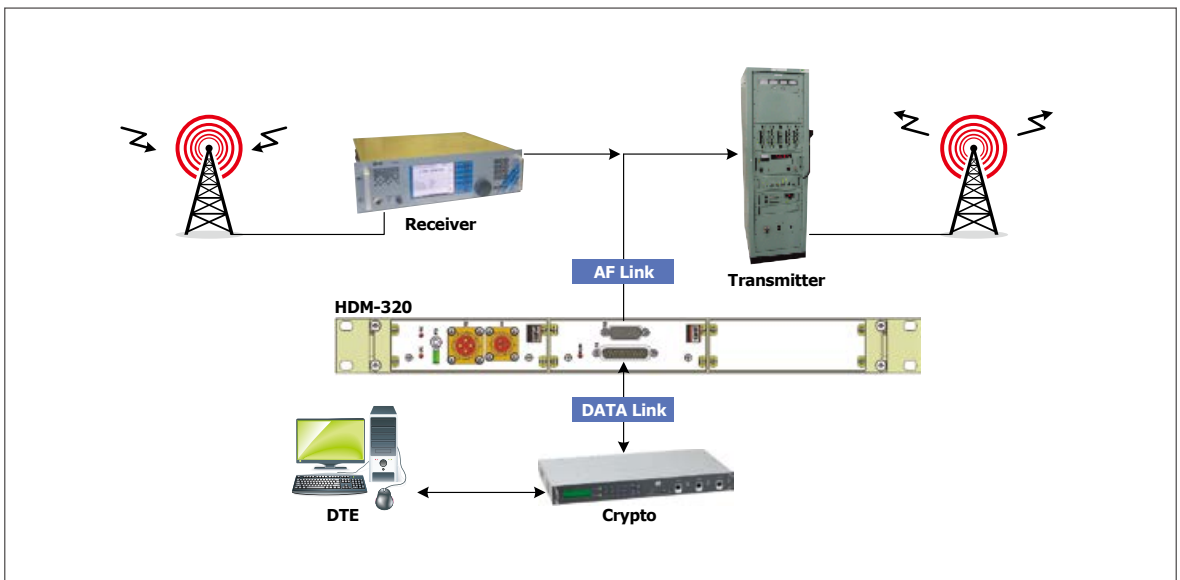 Receiver
Transmitter
AF Link
HDM-320
DATA Link
DTE
Crypto